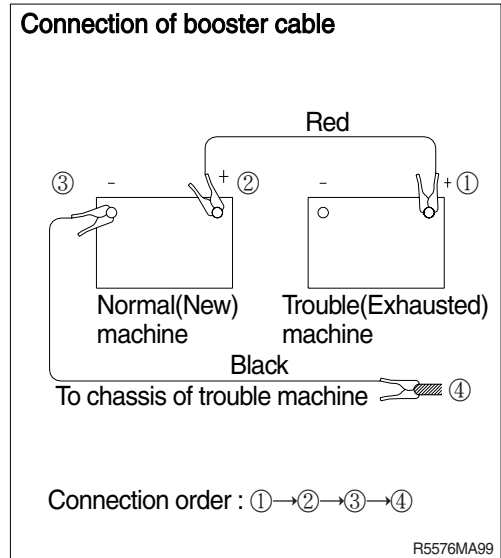 Connection of booster cable
Red
③ - + ② - + ①
Normal(New) machine
Trouble(Exhausted) machine
Black
To chassis of trouble machine ④
Connection order : ①→②→③→④
R5576MA99